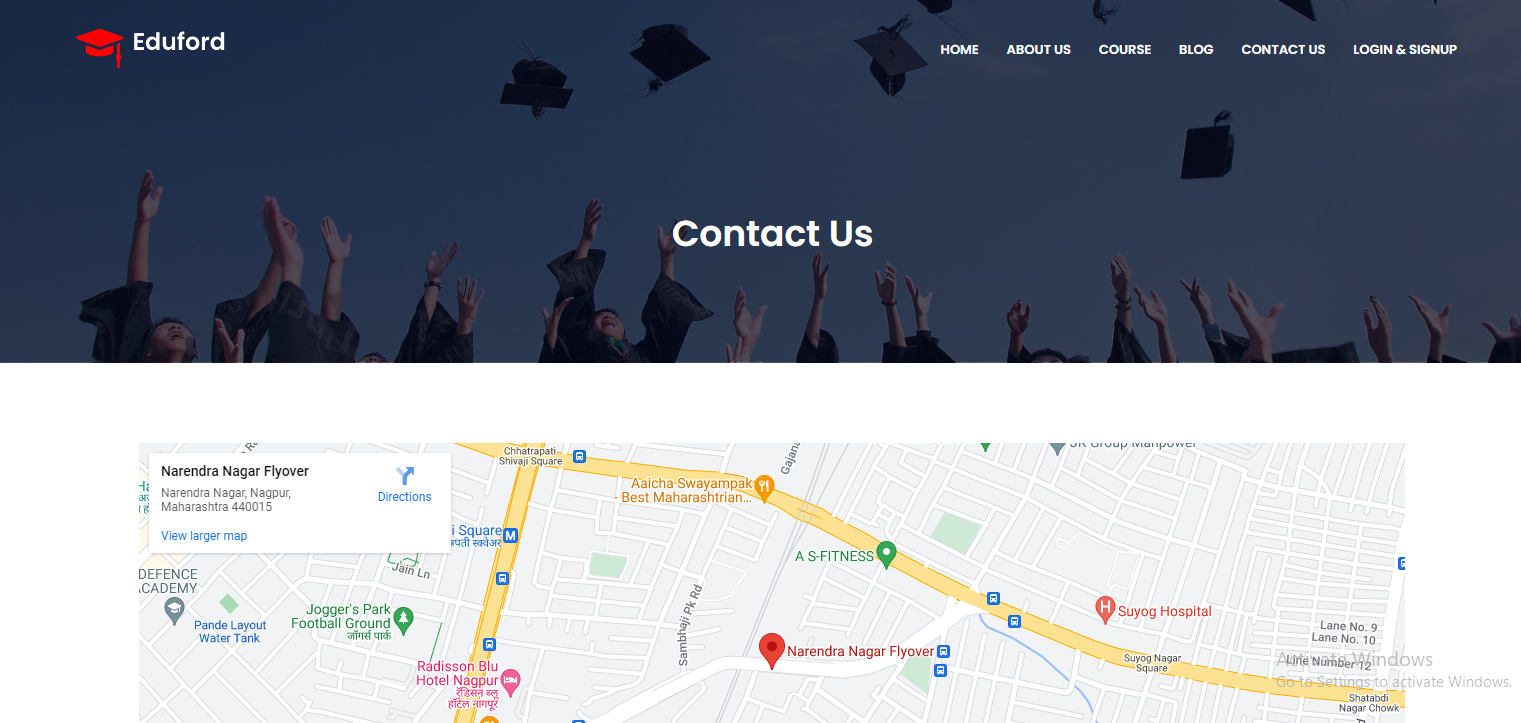 Eduford
HOME
ABOUT US
COURSE
BLOG
CONTACT US
LOGIN & SIGNUP
Contact Us
Narendra Nagar Flyover
Narendra Nagar, Nagpur,
Maharashtra 440015
Directions
View larger map
Chhatrapati
Shivaji Square
Aaicha-Swayampak
- Best Maharashtrian...
JK Group Manpower
i Square
M
A S-FITNESS
Jain Ln
DEFENCE
Pande Layout
Water Tank
Jogger's Park
Football Ground
जॉगर्स पार्क
Sambhaji Pk Rd
H
Suyog Hospital
Lane No. 9
Lane No. 10
Line Number 12
Narendra Nagar Flyover
Suyog Nagar
Square
Radisson Blu
Hotel Nagpur
रॅडिसन ब्लू
हॉटेल नागपूर
Shatabdi
Nagar Chowk
Activate Windows
Go to Settings to activate Windows.